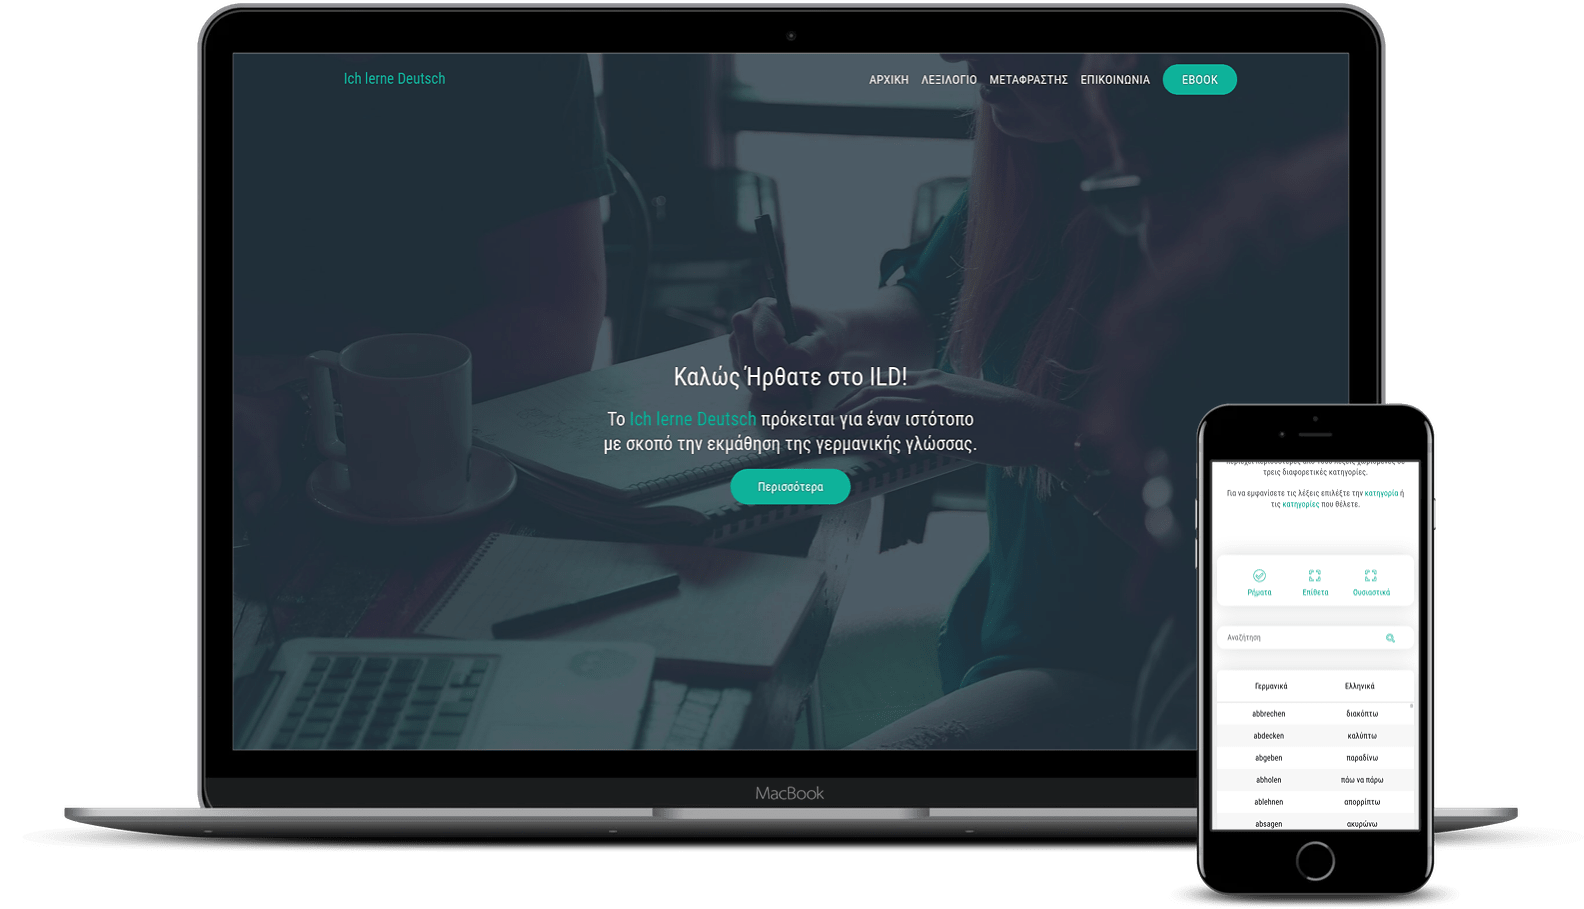 Ich lerne Deutsch
ΑΡΧΙΚΗ ΛΕΞΙΛΟΓΙΟ ΜΕΤΑΦΡΑΣΤΗΣ ΕΠΙΚΟΙΝΩΝΙΑ EBOOK
Καλώς Ήρθατε στο ILD!
Το Ich lerne Deutsch πρόκειται για έναν ιστότοπο
με σκοπό την εκμάθηση της γερμανικής γλώσσας.
Περισσότερα
MacBook
τρεις διαφορετικές κατηγορίες.
Για να εμφανίσετε τις λέξεις επιλέξτε την κατηγορία ή
τις κατηγορίες που θέλετε.
Ρήματα Επίθετα Ουσιαστικά
Αναζήτηση
Γερμανικά Ελληνικά
abbrechen διακόπτω
abdecken καλύπτω
abgeben παραδίνω
abholen πάω να πάρω
ablehnen απορρίπτω
absagen ακυρώνω